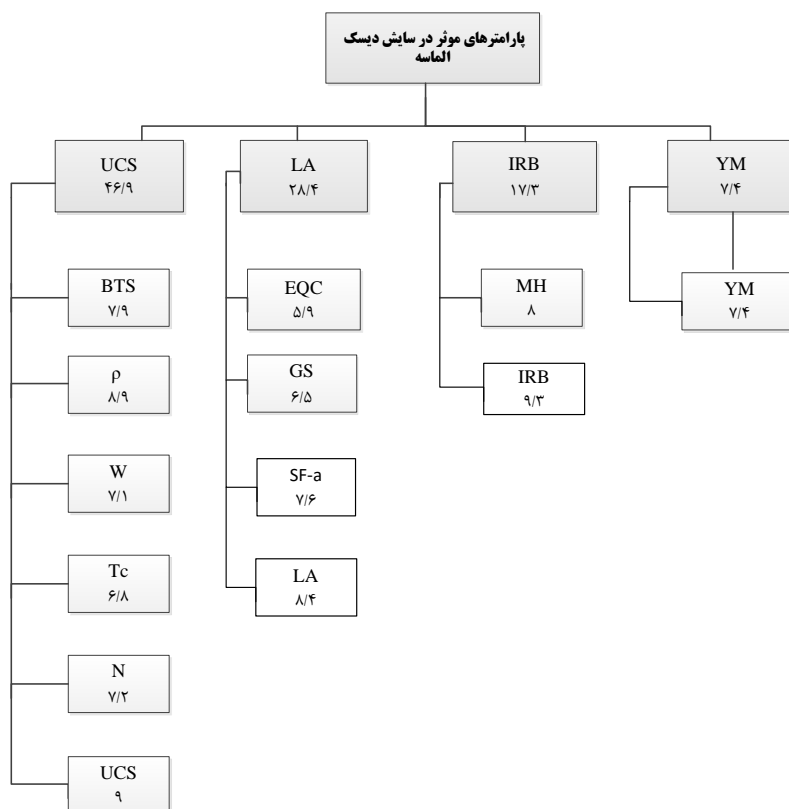 پارامترهای موثر در سایش دیسک
الماسه
UCS
۴۶/۹
LA
۲۸/۴
IRB
۱۷/۳
YM
۷/۴
BTS
۷/۹
ρ
۸/۹
W
۷/۱
Tc
۶/۸
N
۷/۲
UCS
۹
EQC
۵/۹
GS
۶/۵
SF-a
۷/۶
LA
۸/۴
MH
۸
IRB
۹/۳
YM
۷/۴